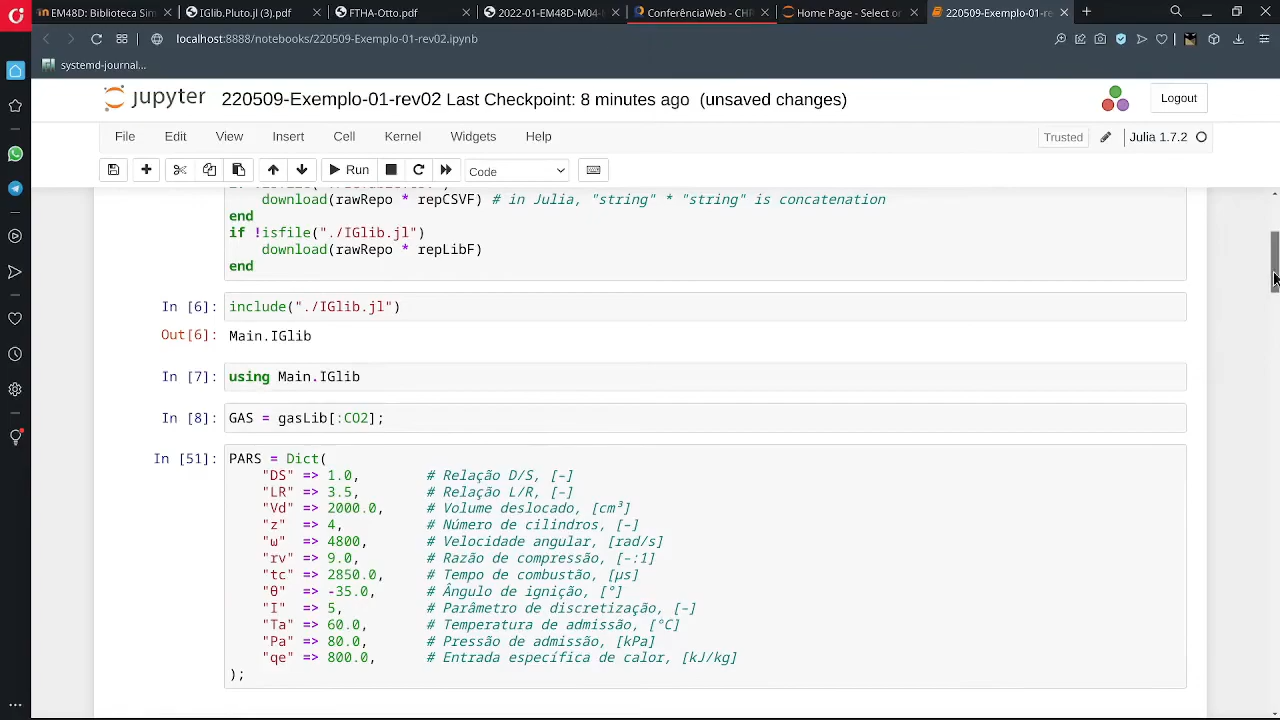 EM48D: Biblioteca Sim
IGlib.Pluto.jl (3).pdf
FTHA-Otto.pdf
2022-01-EM48D-M04-
ConferênciaWeb - CHR
Home Page - Select or
220509-Exemplo-01-re
localhost:8888/notebooks/220509-Exemplo-01-rev02.ipynb
systemd-journal...
jupyter 220509-Exemplo-01-rev02 Last Checkpoint: 8 minutes ago (unsaved changes)
Logout
File Edit View Insert Cell Kernel Widgets Help
Trusted Julia 1.7.2
Run Code
download(rawRepo * repCSVF) # in Julia, "string" * "string" is concatenation
end
if !isfile("./IGlib.jl")
download(rawRepo * repLibF)
end
In [6]: include("./IGlib.jl")
Out[6]: Main.IGlib
In [7]: using Main.IGlib
In [8]: GAS = gasLib[:CO2];
In [51]: PARS = Dict(
"DS" => 1.0, # Relação D/S, [-]
"LR" => 3.5, # Relação L/R, [-]
"Vd" => 2000.0, # Volume deslocado, [cm³]
"z" => 4, # Número de cilindros, [-]
"ω" => 4800, # Velocidade angular, [rad/s]
"rv" => 9.0, # Razão de compressão, [-:1]
"tc" => 2850.0, # Tempo de combustão, [μs]
"θ" => -35.0, # Ângulo de ignição, [°]
"I" => 5, # Parâmetro de discretização, [-]
"Ta" => 60.0, # Temperatura de admissão, [°C]
"Pa" => 80.0, # Pressão de admissão, [kPa]
"qe" => 800.0, # Entrada específica de calor, [kJ/kg]
);